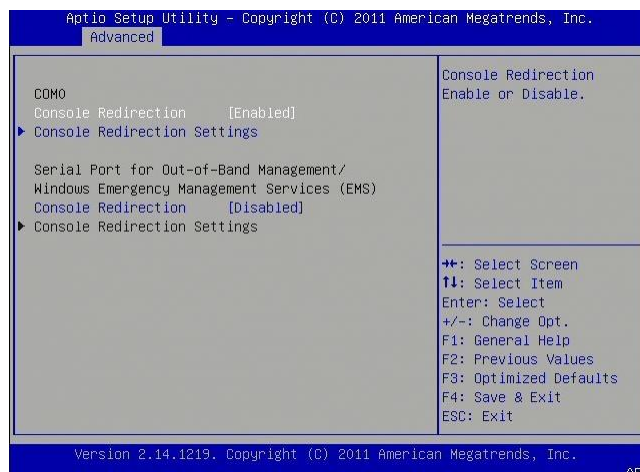 Aptio Setup Utility – Copyright (C) 2011 American Megatrends, Inc.
Advanced
COM0
Console Redirection [Enabled]
Console Redirection Settings
Serial Port for Out-of-Band Management/
Windows Emergency Management Services (EMS)
Console Redirection [Disabled]
Console Redirection Settings
Console Redirection
Enable or Disable.
→←: Select Screen
↑↓: Select Item
Enter: Select
+/-: Change Opt.
F1: General Help
F2: Previous Values
F3: Optimized Defaults
F4: Save & Exit
ESC: Exit
Version 2.14.1219. Copyright (C) 2011 American Megatrends, Inc.